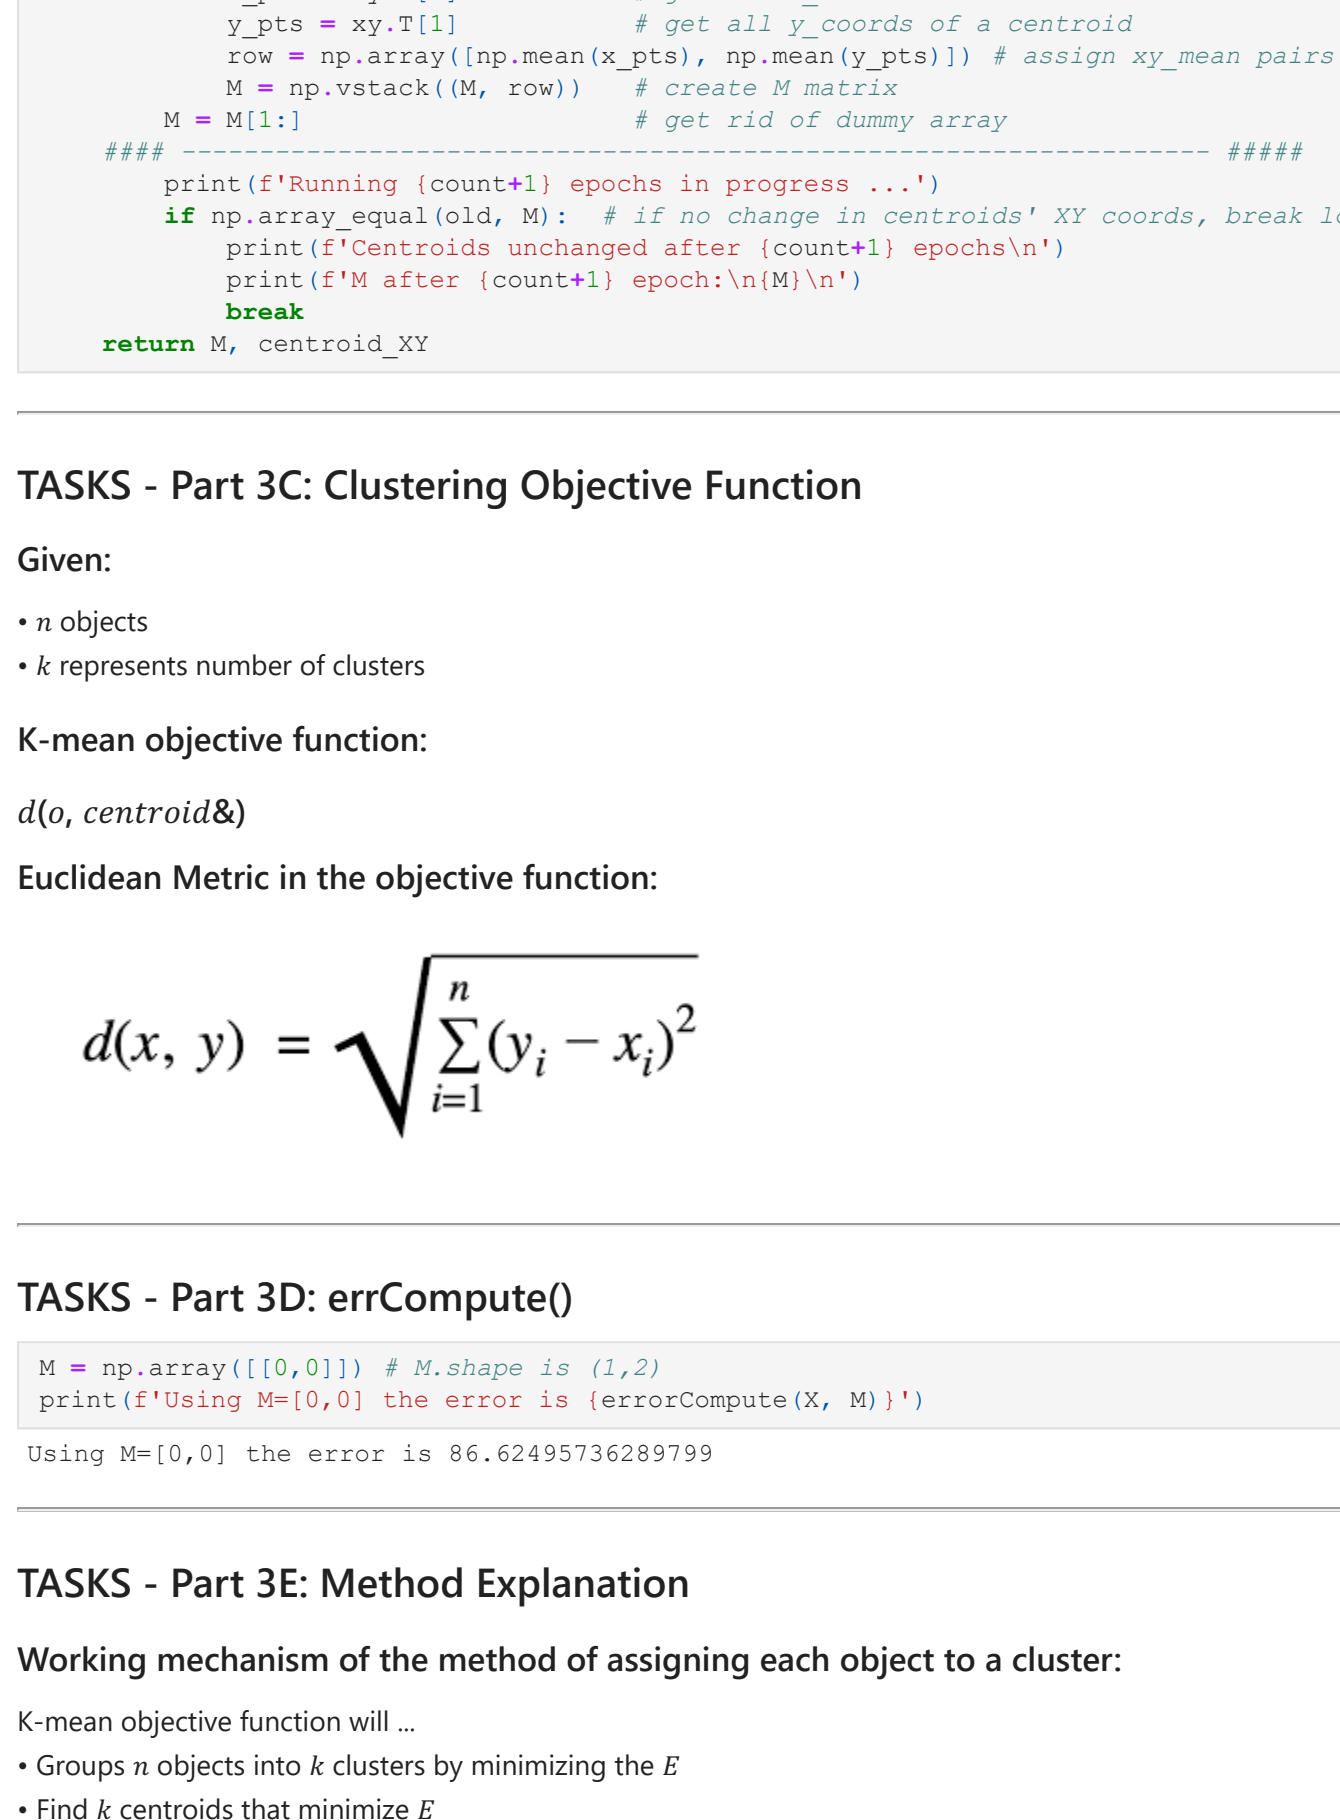 y_pts = xy.T[1] # get all y_coords of a centroid
row = np.array([np.mean(x_pts), np.mean(y_pts)]) # assign xy_mean pairs
M = np.vstack((M, row)) # create M matrix
M = M[1:] # get rid of dummy array
#### ------------------------------------------------------------------ #####
print(f'Running {count+1} epochs in progress ...')
if np.array_equal(old, M): # if no change in centroids' XY coords, break
print(f'Centroids unchanged after {count+1} epochs\n')
print(f'M after {count+1} epoch:\n{M}\n')
break
return M, centroid_XY
TASKS - Part 3C: Clustering Objective Function
Given:
• n objects
• k represents number of clusters
K-mean objective function:
d(o, centroid&)
Euclidean Metric in the objective function:
d(x, y) = √ n ∑ i=1 (y_i − x_i)^2
TASKS - Part 3D: errCompute()
M = np.array([[0,0]]) # M.shape is (1,2)
print(f'Using M=[0,0] the error is {errorCompute(X, M)}')
Using M=[0,0] the error is 86.62495736289799
TASKS - Part 3E: Method Explanation
Working mechanism of the method of assigning each object to a cluster:
K-mean objective function will ...
• Groups n objects into k clusters by minimizing the E
• Find k centroids that minimize E